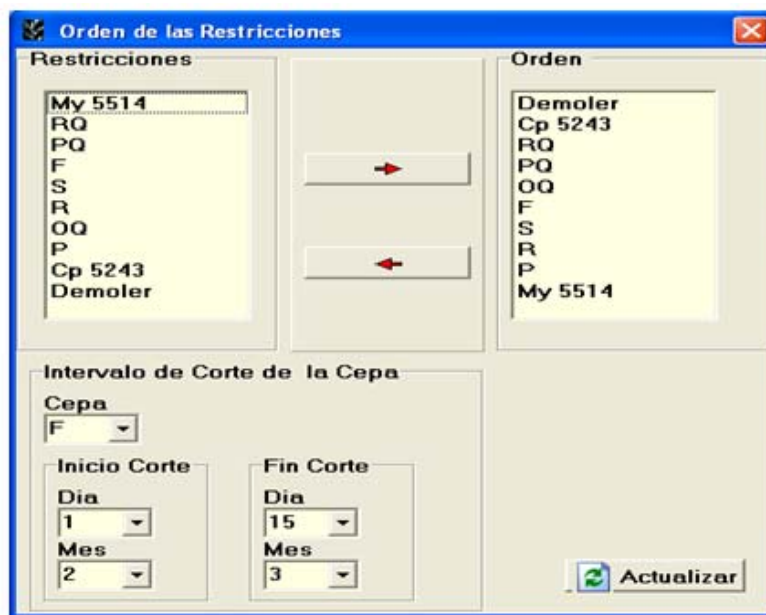 Orden de las Restricciones
Restricciones
My 5514
RQ
PQ
F
S
R
OQ
P
Cp 5243
Demoler
Orden
Demoler
Cp 5243
RQ
PQ
OQ
F
S
R
P
My 5514
Intervalo de Corte de la Cepa
Cepa
F
Inicio Corte
Dia
1
Mes
2
Fin Corte
Dia
15
Mes
3
Actualizar